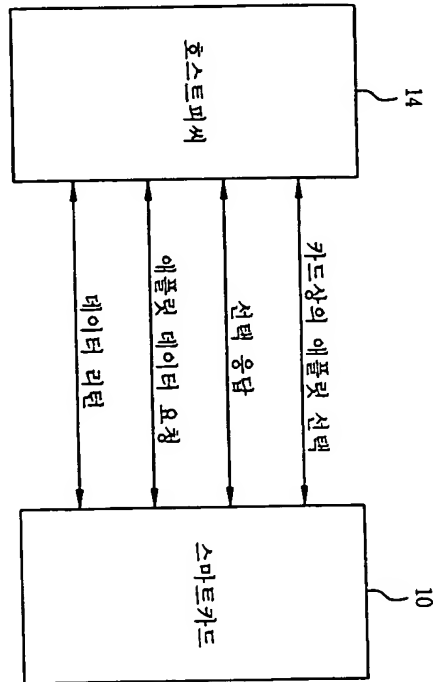 호스트피씨
14
카드상의 애플릿 선택
선택 응답
애플릿 데이터 요청
데이터 리턴
스마트카드
10